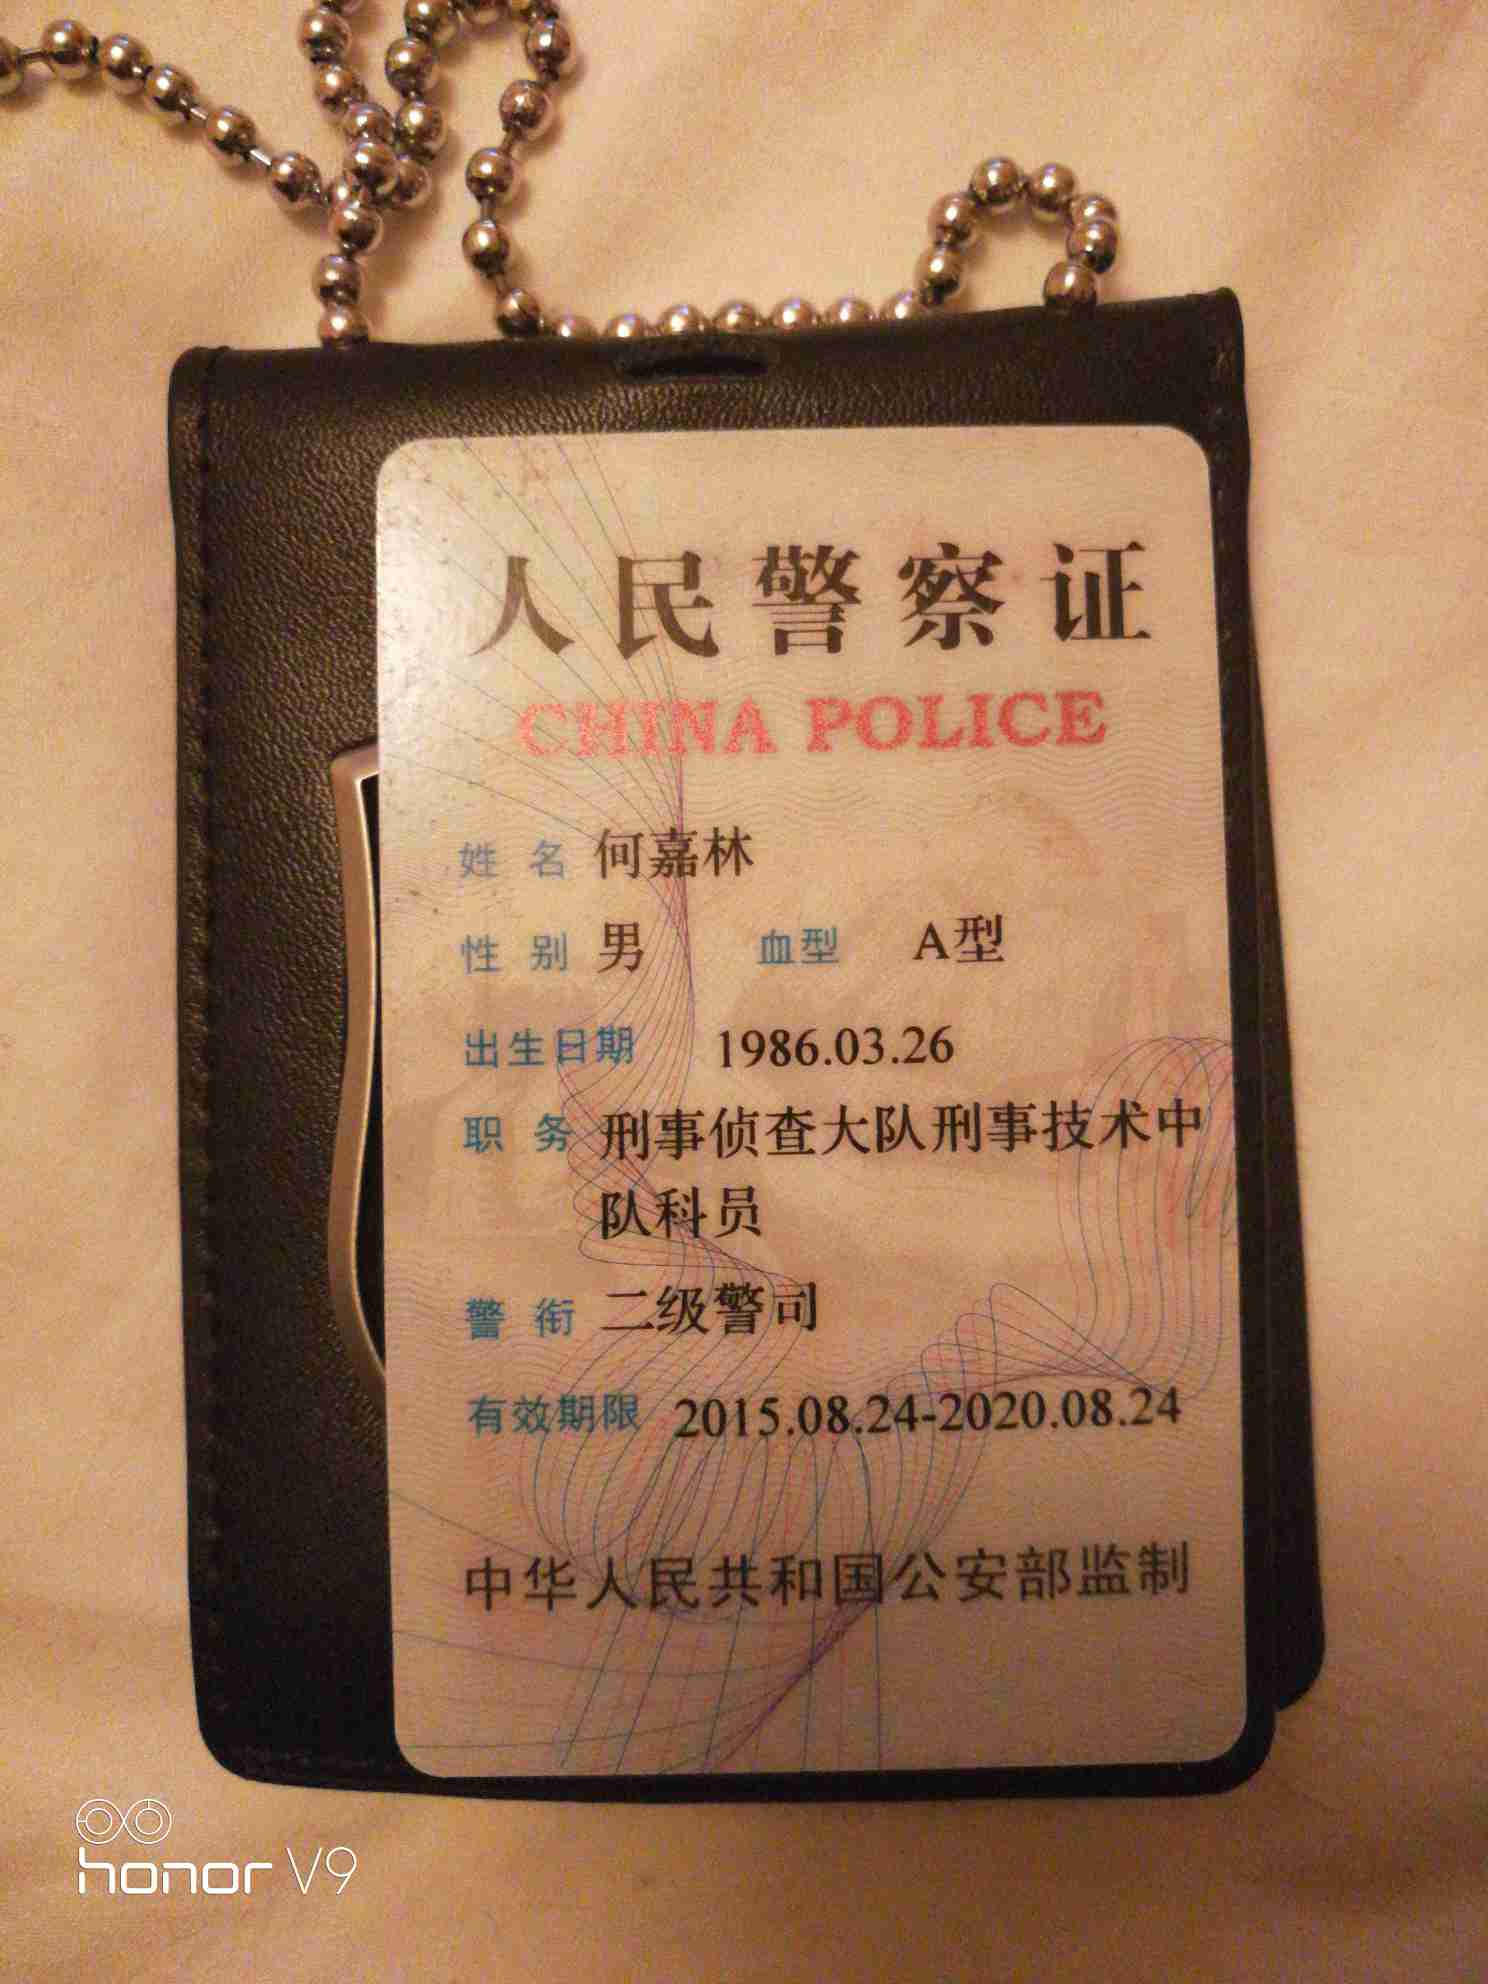 人民警察证
CHINA POLICE
姓名 何嘉林
性别 男 血型 A型
出生日期 1986.03.26
职务 刑事侦查大队刑事技术中
队科员
警衔 二级警司
有效期限 2015.08.24-2020.08.24
中华人民共和国公安部监制
honor V9